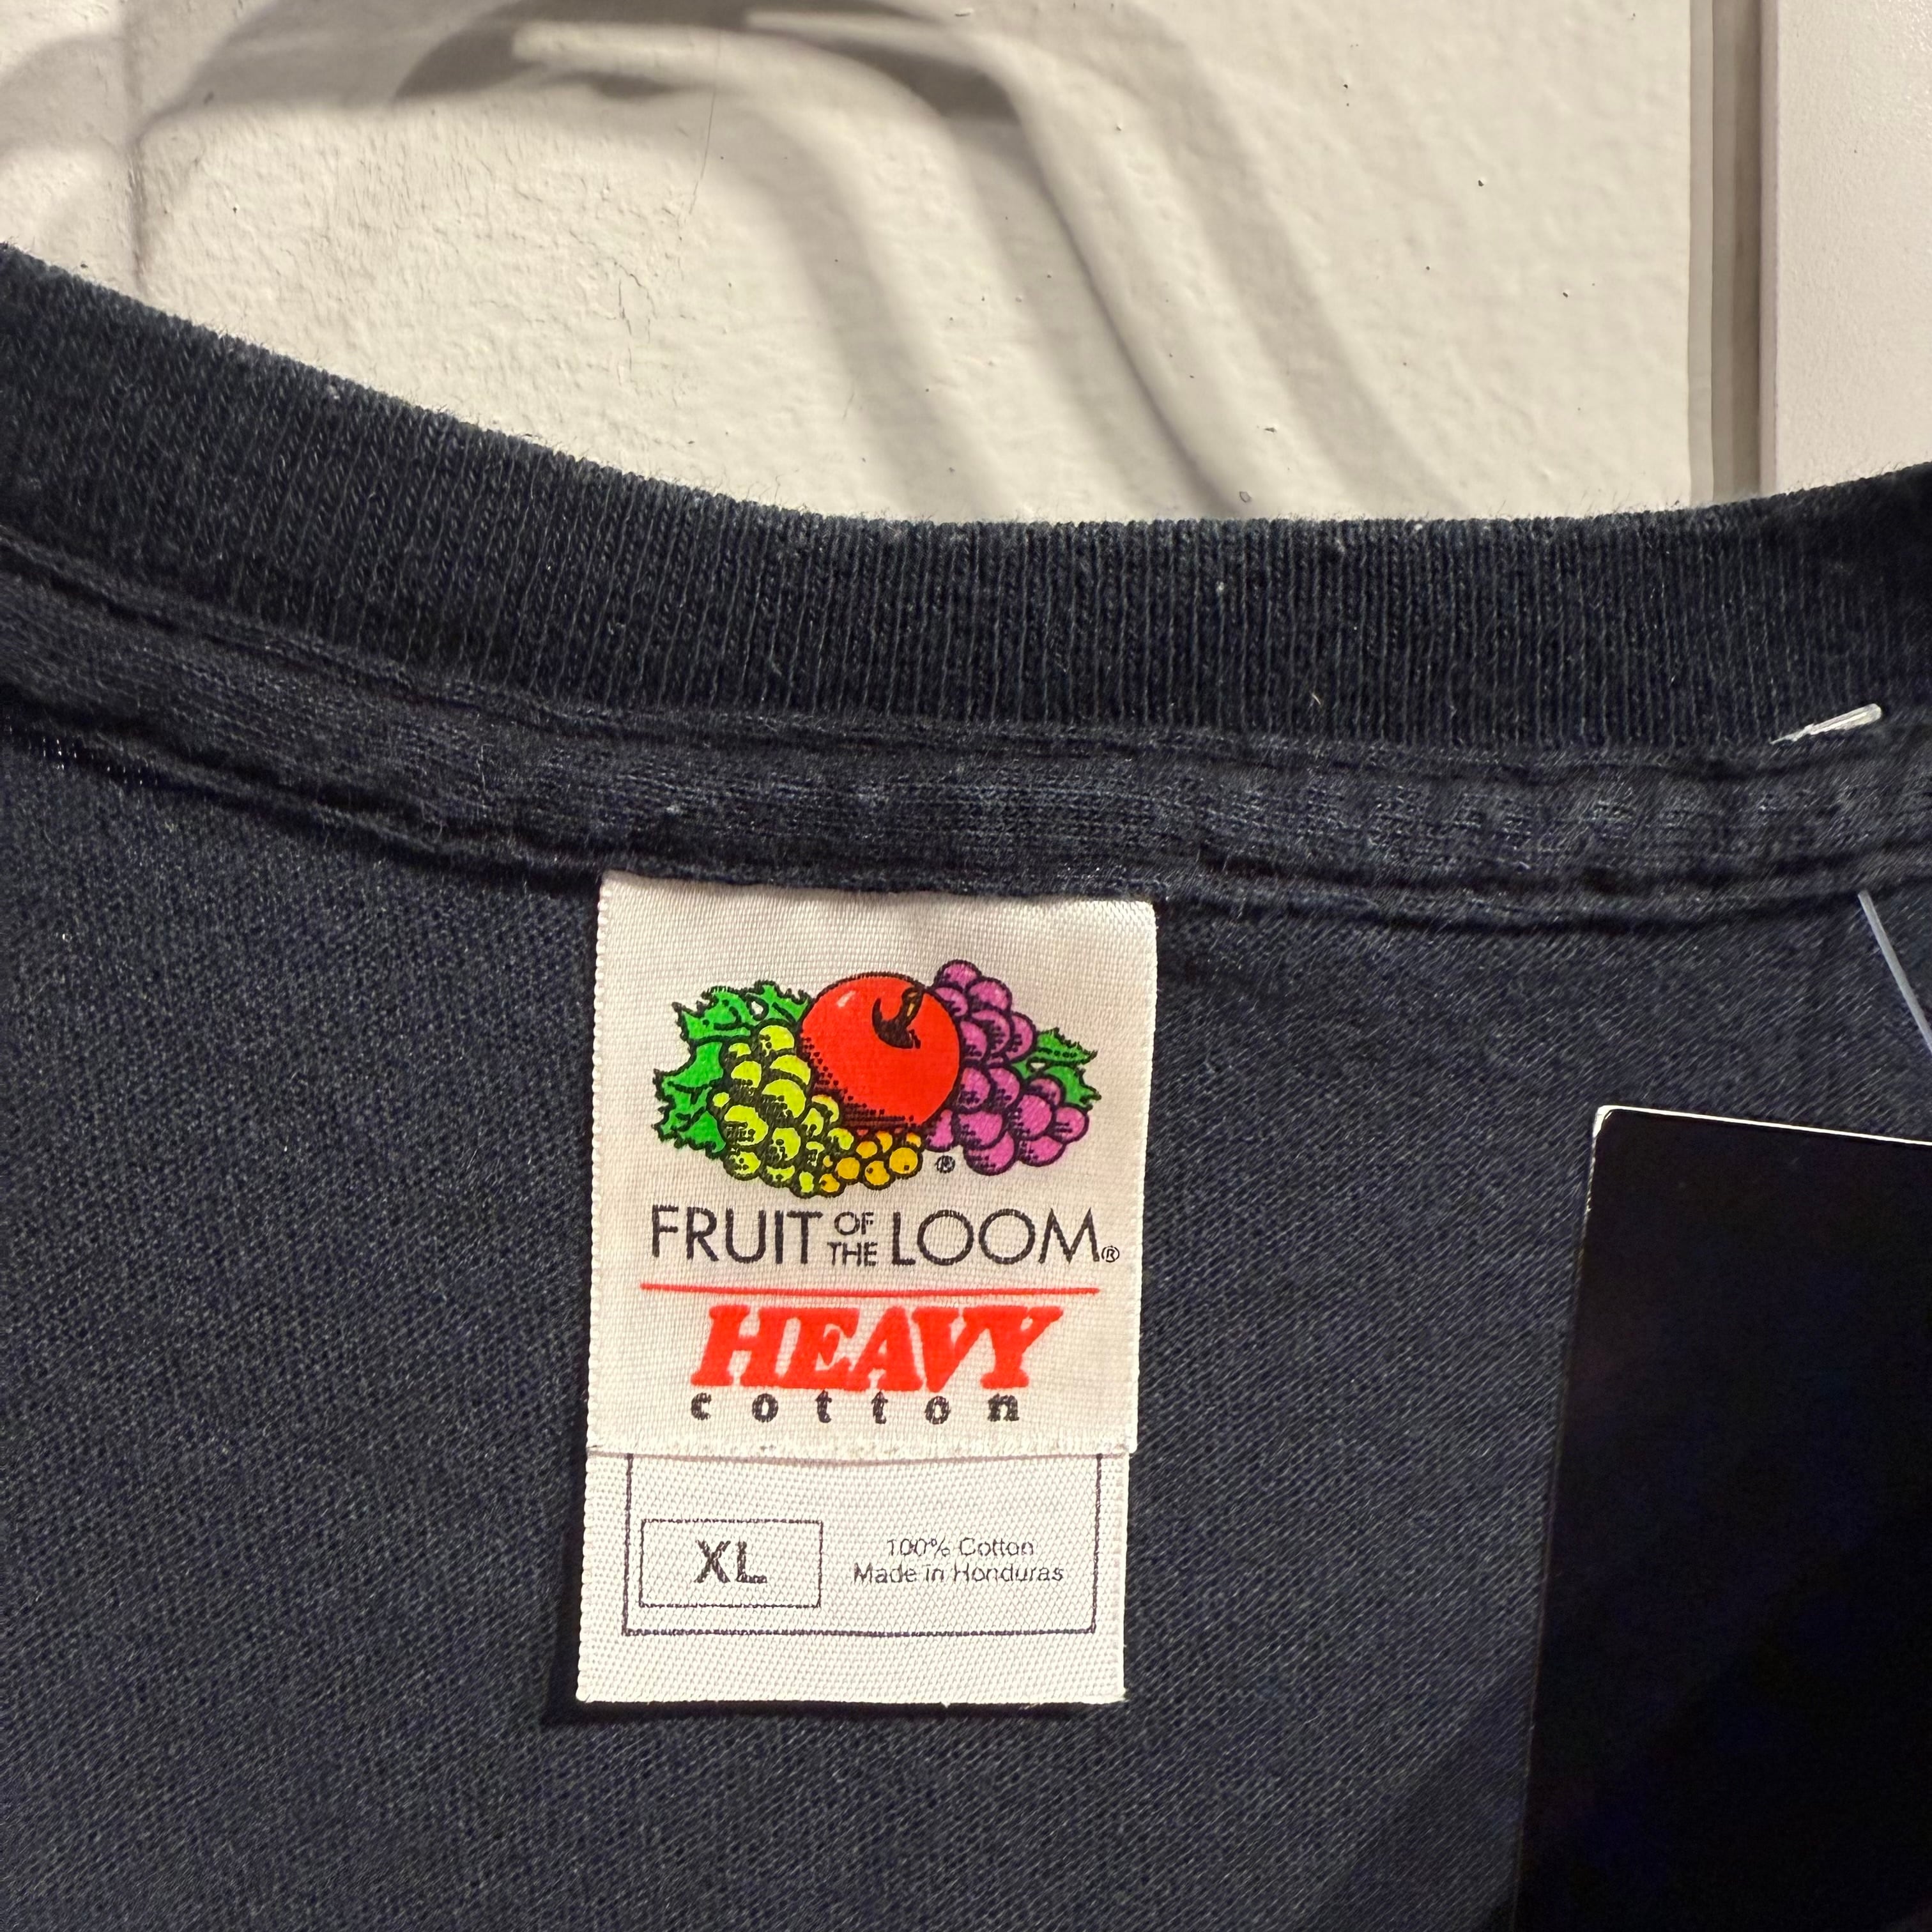 ®
FRUIT OF THE LOOM®
HEAVY
cotton
XL
100% Cotton
Made in Honduras